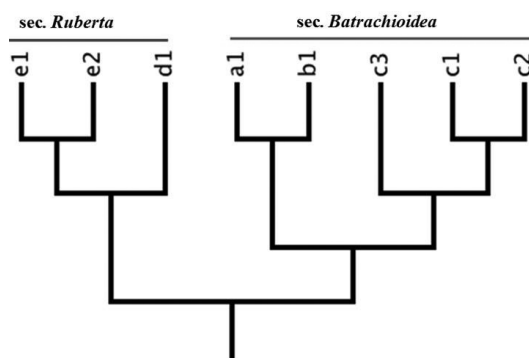 sec. Ruberta sec. Batrachioidea
e1 e2 d1 a1 b1 c3 c1 c2